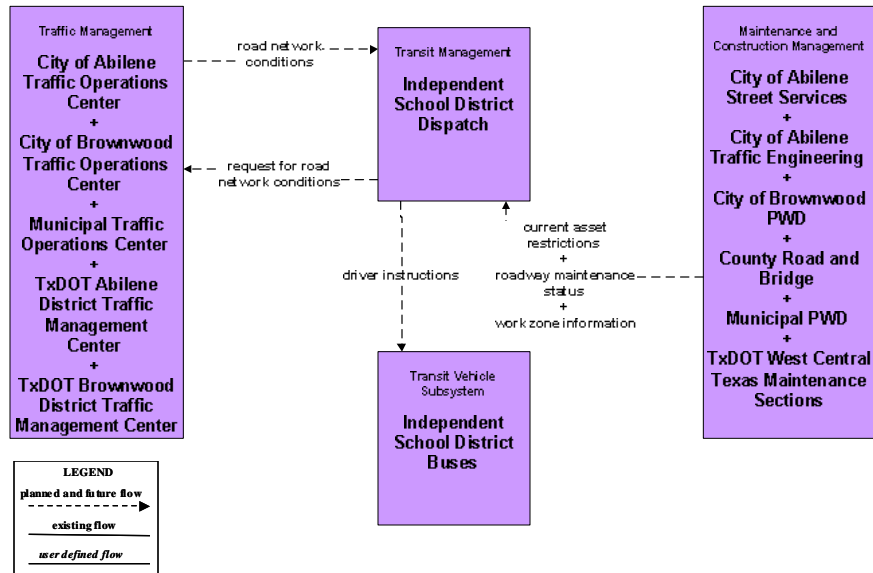 Traffic Management
City of Abilene
Traffic Operations
Center
+
City of Brownwood
Traffic Operations
Center
+
Municipal Traffic
Operations Center
+
TxDOT Abilene
District Traffic
Management
Center
+
TxDOT Brownwood
District Traffic
Management Center
road network
conditions
request for road
network conditions
Transit Management
Independent
School District
Dispatch
driver instructions
current asset
restrictions
+
roadway maintenance
status
+
work zone information
Transit Vehicle
Subsystem
Independent
School District
Buses
Maintenance and
Construction Management
City of Abilene
Street Services
+
City of Abilene
Traffic Engineering
+
City of Brownwood
PWD
+
County Road and
Bridge
+
Municipal PWD
+
TxDOT West Central
Texas Maintenance
Sections
LEGEND
planned and future flow
existing flow
user defined flow